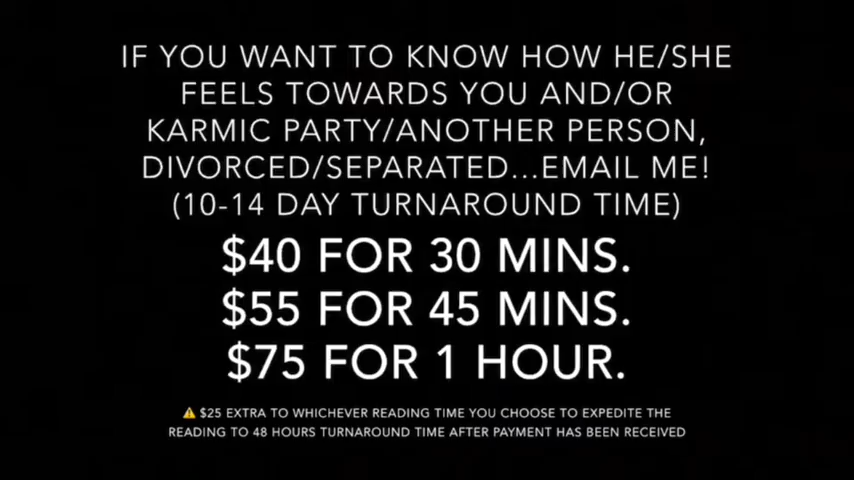 IF YOU WANT TO KNOW HOW HE/SHE
FEELS TOWARDS YOU AND/OR
KARMIC PARTY/ANOTHER PERSON,
DIVORCED/SEPARATED...EMAIL ME!
(10-14 DAY TURNAROUND TIME)
$40 FOR 30 MINS.
$55 FOR 45 MINS.
$75 FOR 1 HOUR.
⚠️ $25 EXTRA TO WHICHEVER READING TIME YOU CHOOSE TO EXPEDITE THE
READING TO 48 HOURS TURNAROUND TIME AFTER PAYMENT HAS BEEN RECEIVED